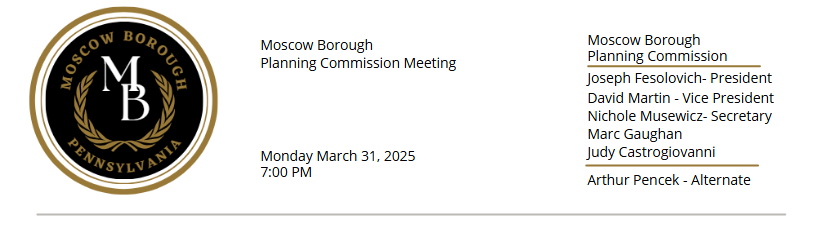 MOSCOW BOROUGH
MB
PENNSYLVANIA
Moscow Borough
Planning Commission Meeting
Monday March 31, 2025
7:00 PM
Moscow Borough
Planning Commission
Joseph Fesolovich- President
David Martin - Vice President
Nichole Musewicz- Secretary
Marc Gaughan
Judy Castrogiovanni
Arthur Pencek - Alternate